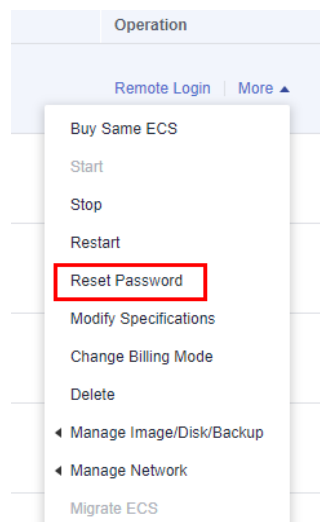 Operation
Remote Login More
Buy Same ECS
Start
Stop
Restart
Reset Password
Modify Specifications
Change Billing Mode
Delete
Manage Image/Disk/Backup
Manage Network
Migrate ECS